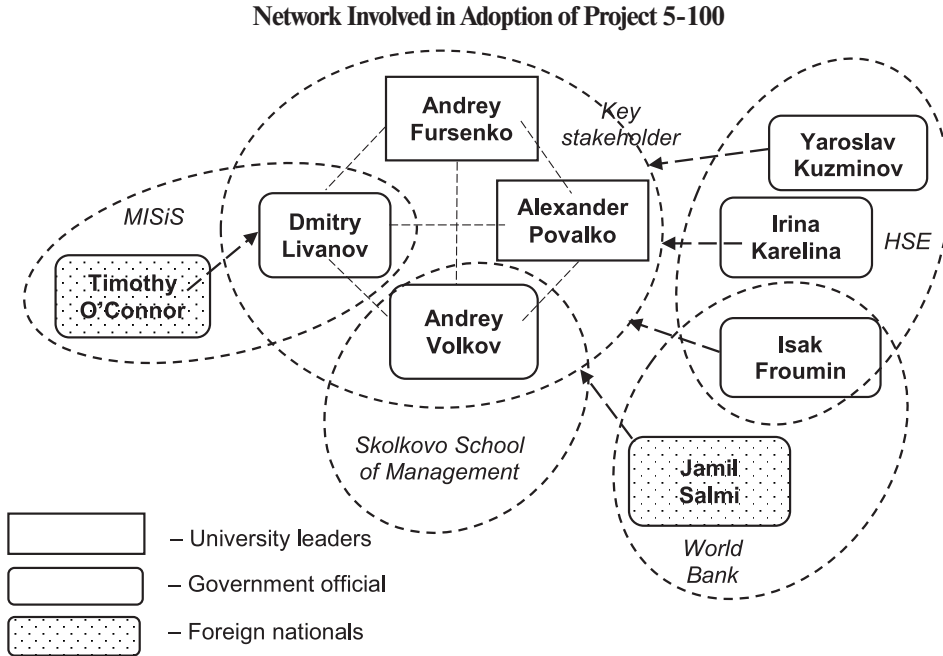 Network Involved in Adoption of Project 5-100
Andrey
Fursenko
Key
stakeholder
Yaroslav
Kuzminov
MISiS
Dmitry
Livanov
Alexander
Povalko
Irina
Karelina
HSE
Timothy
O'Connor
Andrey
Volkov
Isak
Froumin
Skolkovo School
of Management
Jamil
Salmi
World
Bank
– University leaders
– Government official
– Foreign nationals